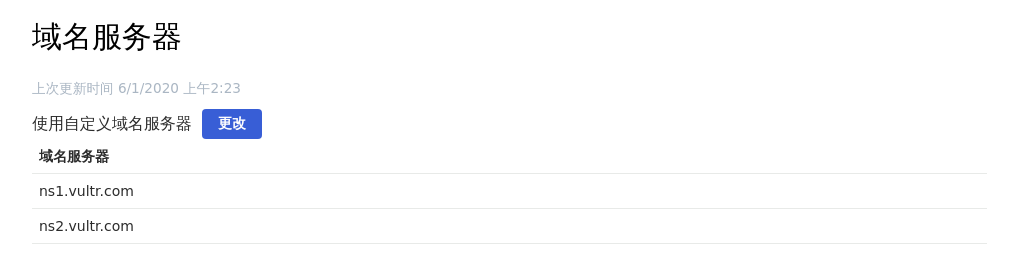 域名服务器
上次更新时间 6/1/2020 上午2:23
使用自定义域名服务器 更改
域名服务器
ns1.vultr.com
ns2.vultr.com